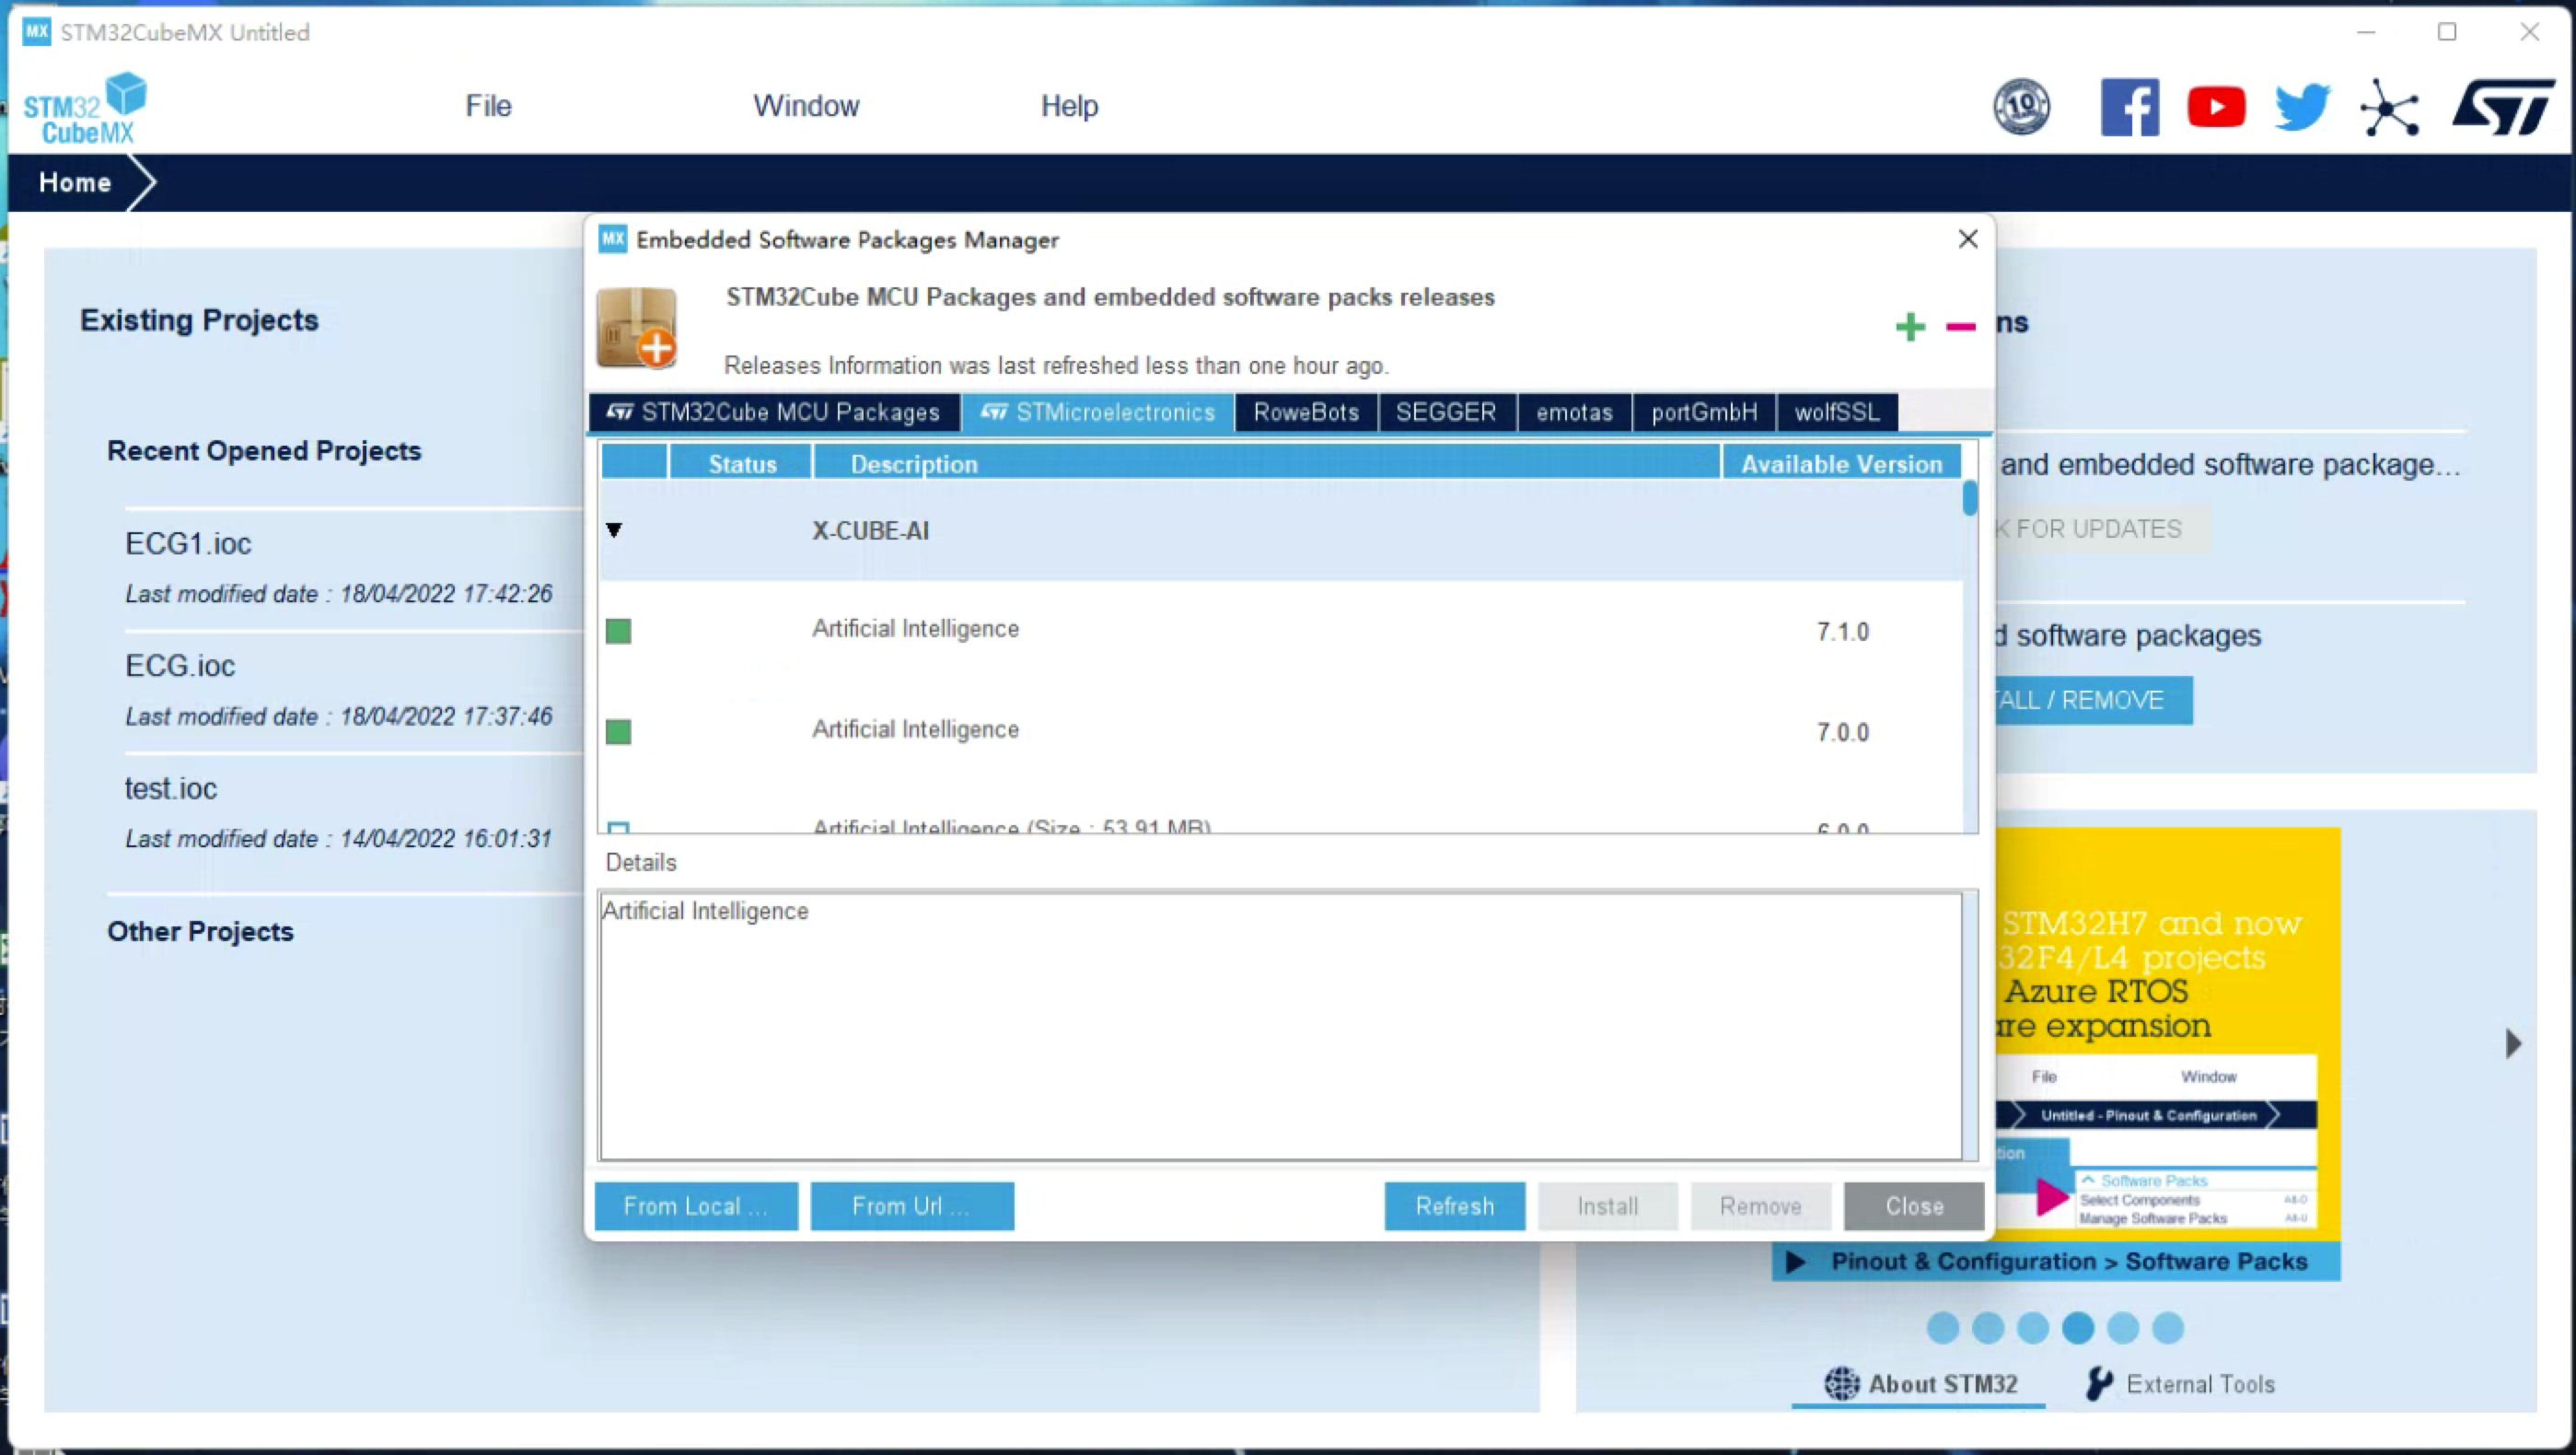 MX STM32CubeMX Untitled
STM32
CubeMX
File
Window
Help
10
Home
MX Embedded Software Packages Manager
STM32Cube MCU Packages and embedded software packs releases
Releases Information was last refreshed less than one hour ago.
STM32Cube MCU Packages
STMicroelectronics
RoweBots
SEGGER
emotas
portGmbH
wolfSSL
Status
Description
Available Version
X-CUBE-AI
Artificial Intelligence
7.1.0
Artificial Intelligence
7.0.0
Artificial Intelligence (Size : 53.91 MB)
6.0.0
Details
Artificial Intelligence
From Local ...
From Url ...
Refresh
Install
Remove
Close
Existing Projects
Recent Opened Projects
ECG1.ioc
Last modified date : 18/04/2022 17:42:26
ECG.ioc
Last modified date : 18/04/2022 17:37:46
test.ioc
Last modified date : 14/04/2022 16:01:31
Other Projects
ns
and embedded software package...
K FOR UPDATES
d software packages
TALL / REMOVE
STM32H7 and now
32F4/L4 projects
Azure RTOS
are expansion
File
Window
Untitled - Pinout & Configuration
tion
Software Packs
Select Components
Alt-O
Manage Software Packs
Alt-U
Pinout & Configuration > Software Packs
About STM32
External Tools